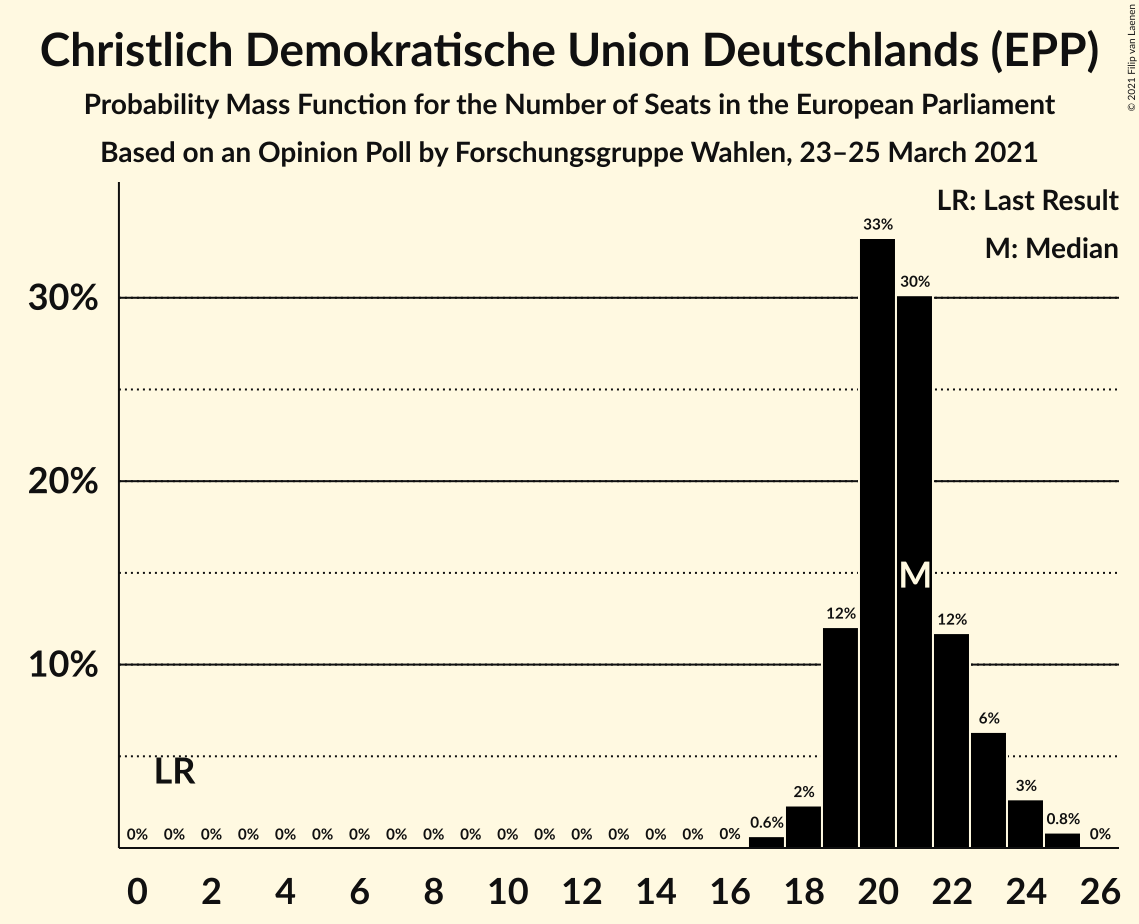 Christlich Demokratische Union Deutschlands (EPP)
Probability Mass Function for the Number of Seats in the European Parliament
Based on an Opinion Poll by Forschungsgruppe Wahlen, 23–25 March 2021
© 2021 Filip van Laenen
LR: Last Result
M: Median
33%
30%
30%
20%
M
12%
12%
10%
6%
LR
2%
3%
0.6%
0.8%
0% 0% 0% 0% 0% 0% 0% 0% 0% 0% 0% 0% 0% 0% 0% 0% 0% 0%
0 2 4 6 8 10 12 14 16 18 20 22 24 26